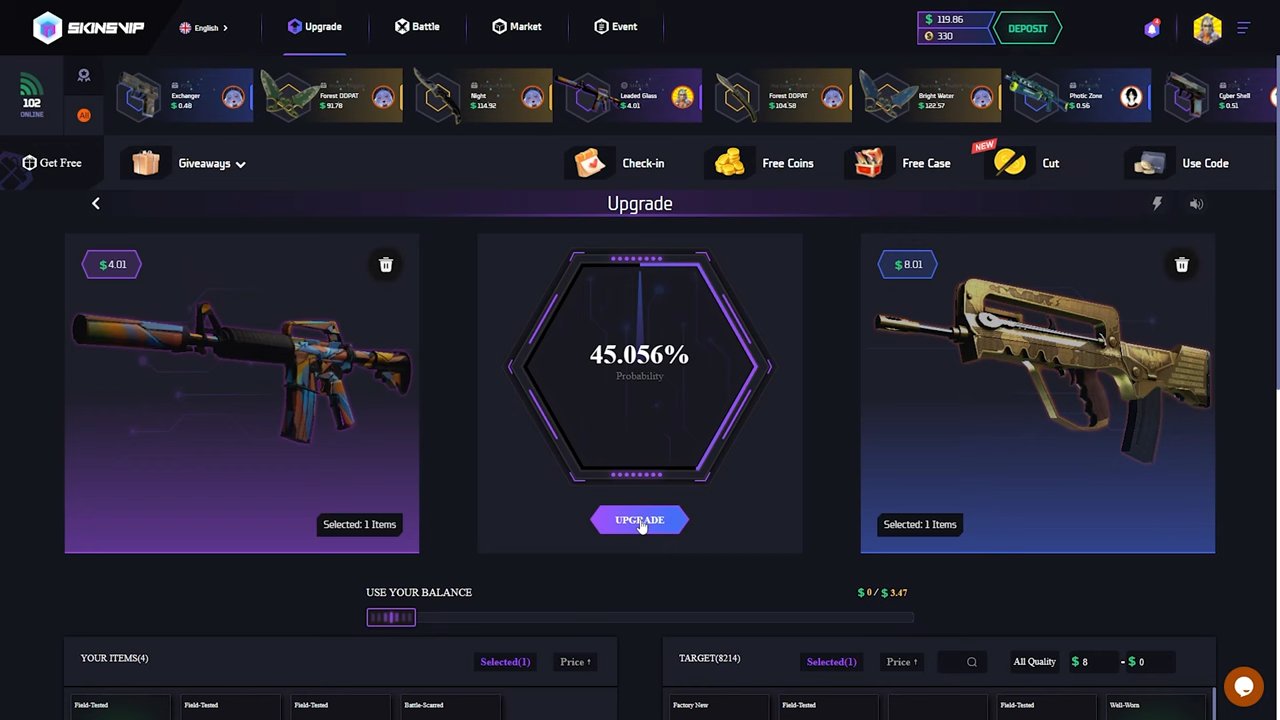 SKINSVIP
English
Upgrade
Battle
Market
Event
$ 119.86
330
DEPOSIT
4
102
ONLINE
All
Exchanger
$ 0.48
Forest DDPAT
$ 91.78
Night
$ 114.92
Leaded Glass
$ 4.01
Forest DDPAT
$ 104.58
Bright Water
$ 122.57
Photic Zone
$ 0.56
Cyber Shell
$ 0.51
Get Free
Giveaways
Check-in
Free Coins
Free Case
NEW
Cut
Use Code
Upgrade
$ 4.01
Selected: 1 Items
45.056%
Probability
UPGRADE
$ 8.01
Selected: 1 Items
USE YOUR BALANCE
$ 0 / $ 3.47
YOUR ITEMS(4)
Selected(1)
Price ↑
TARGET(8214)
Selected(1)
Price ↑
All Quality
$ 8
- $ 0
Field-Tested
Field-Tested
Field-Tested
Battle-Scarred
Factory New
Field-Tested
Field-Tested
Well-Worn